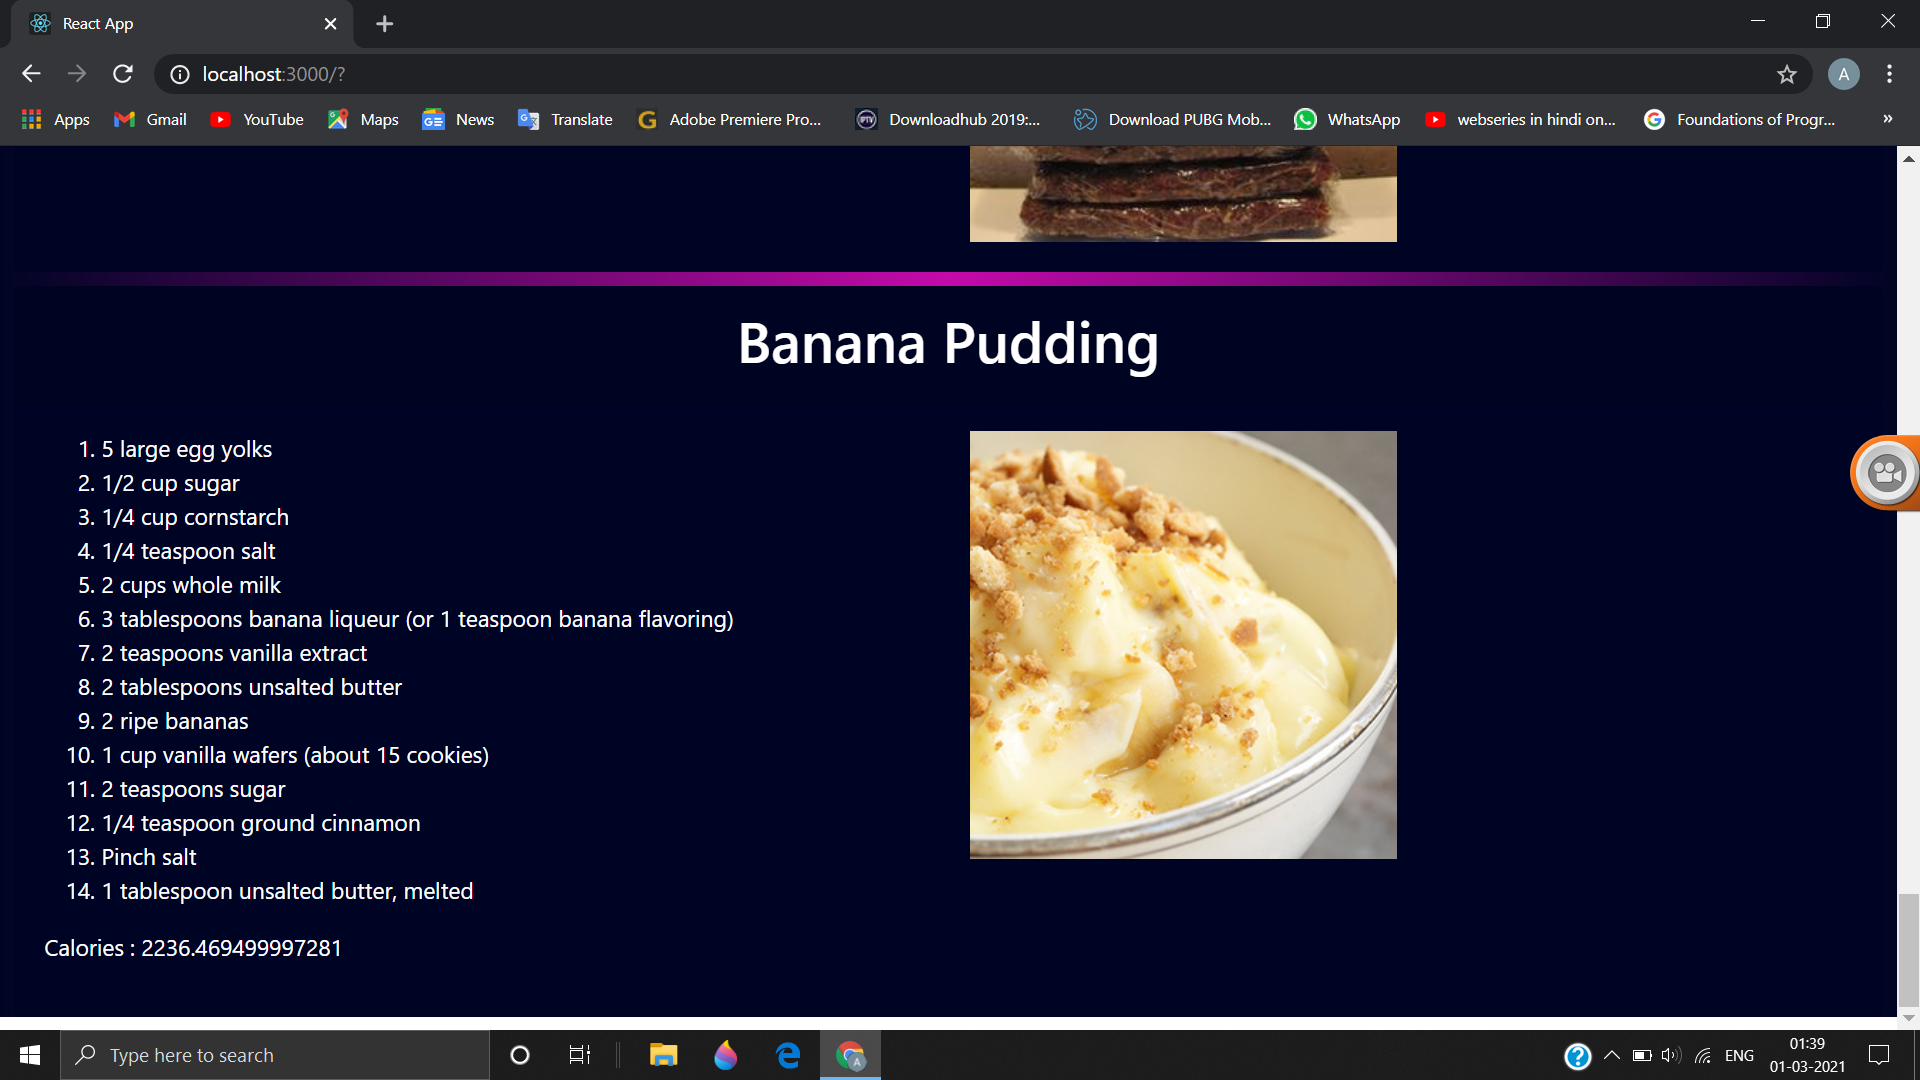 React App
localhost:3000/?
A
Apps
Gmail
YouTube
Maps
News
Translate
Adobe Premiere Pro...
Downloadhub 2019:...
Download PUBG Mob...
WhatsApp
webseries in hindi on...
Foundations of Progr...
»
Banana Pudding
1. 5 large egg yolks
2. 1/2 cup sugar
3. 1/4 cup cornstarch
4. 1/4 teaspoon salt
5. 2 cups whole milk
6. 3 tablespoons banana liqueur (or 1 teaspoon banana flavoring)
7. 2 teaspoons vanilla extract
8. 2 tablespoons unsalted butter
9. 2 ripe bananas
10. 1 cup vanilla wafers (about 15 cookies)
11. 2 teaspoons sugar
12. 1/4 teaspoon ground cinnamon
13. Pinch salt
14. 1 tablespoon unsalted butter, melted
Calories : 2236.469499997281
Type here to search
ENG
01:39
01-03-2021